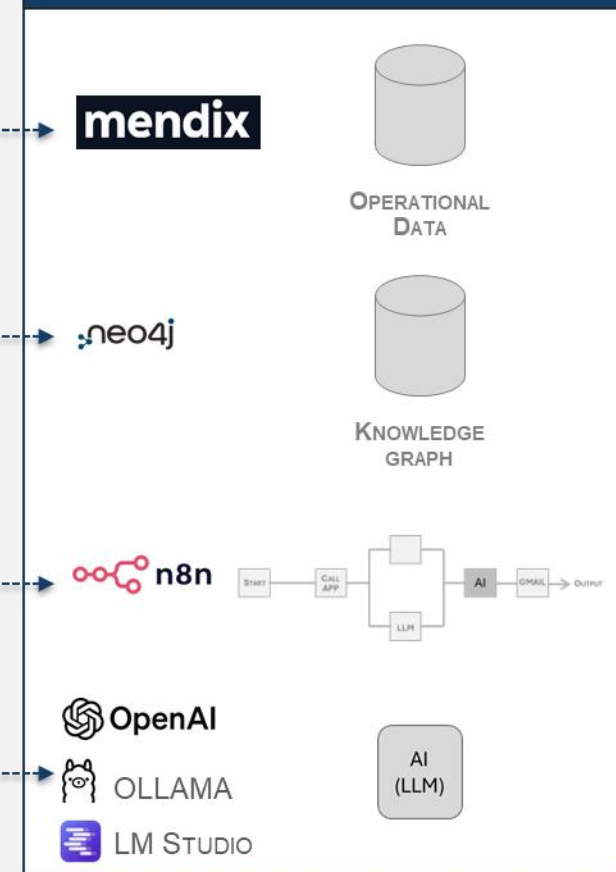 mendix
OPERATIONAL
DATA
neo4j
KNOWLEDGE
GRAPH
n8n
START
CALL
APP
LLM
AI
GMAIL
OUTPUT
OpenAI
OLLAMA
AI
(LLM)
LM STUDIO